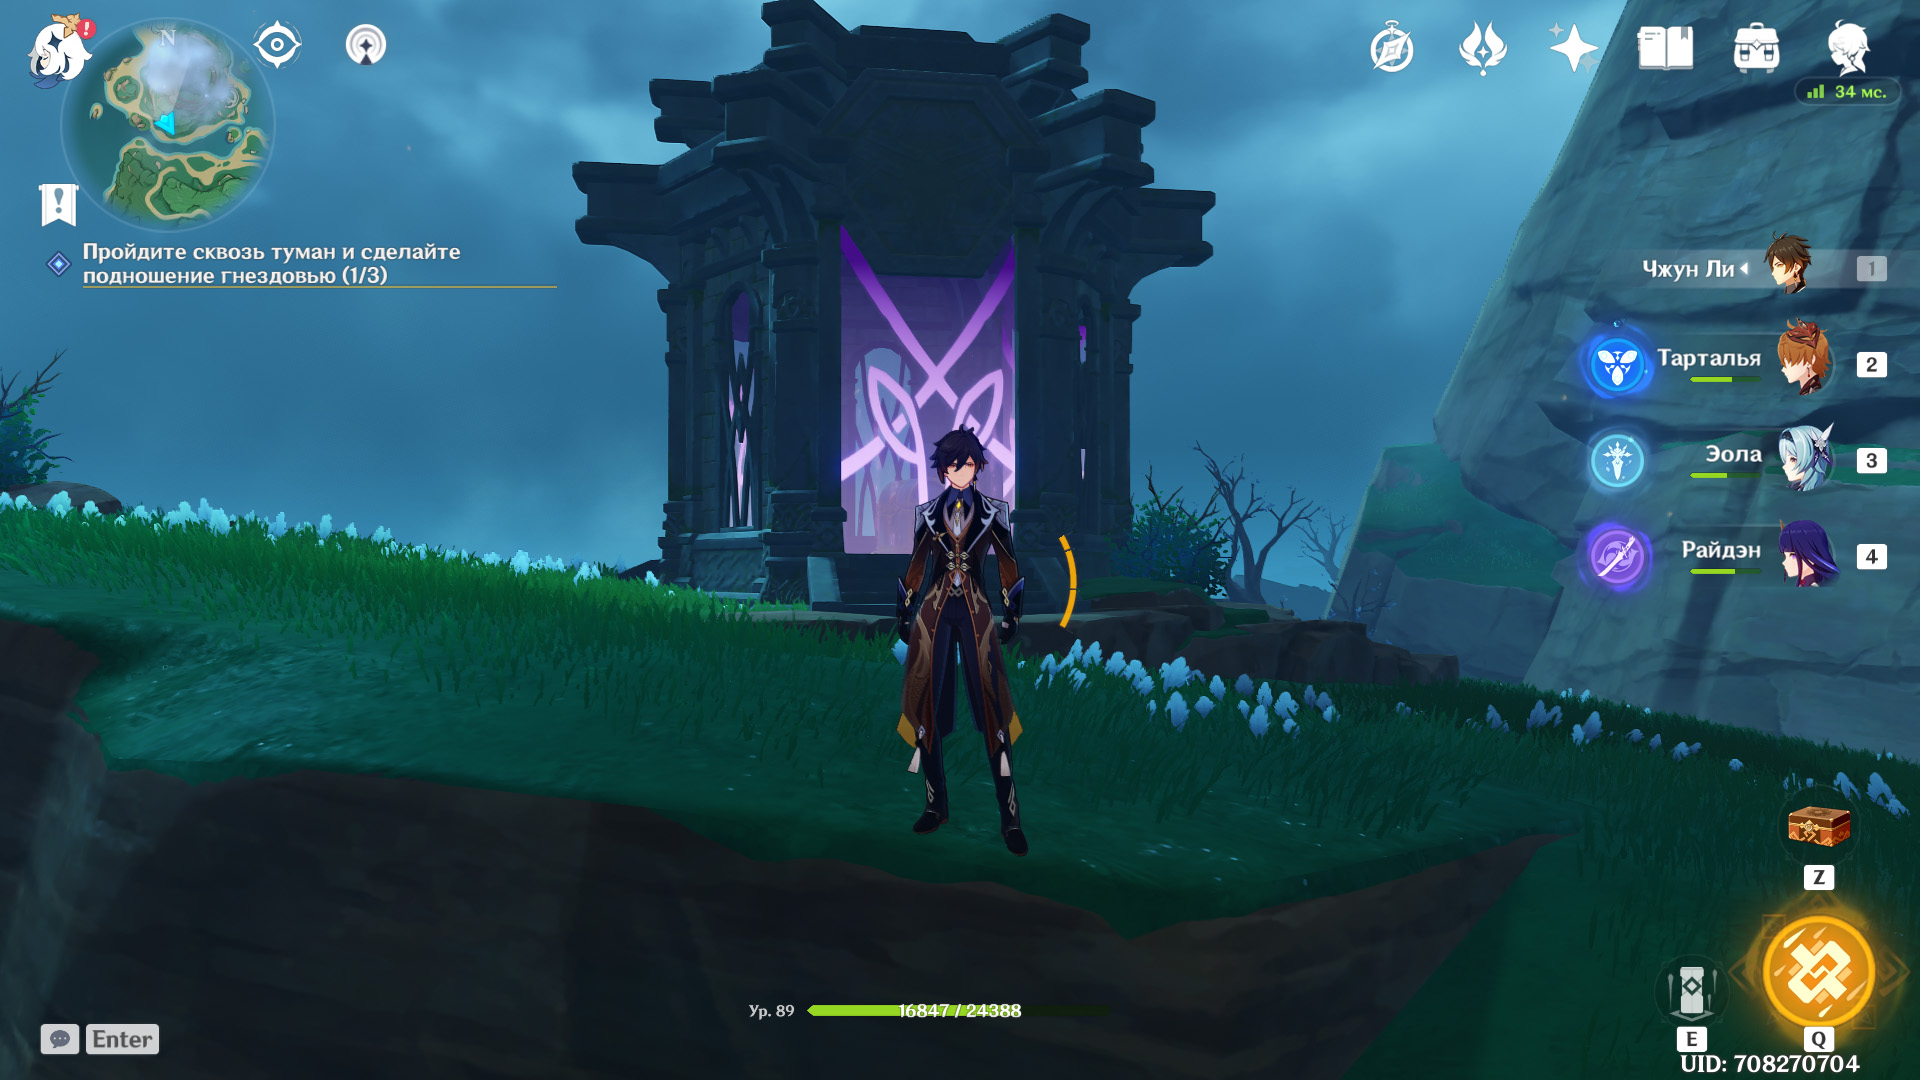 N
34 мс.
Пройдите сквозь туман и сделайте
подношение гнездовью (1/3)
Чжун Ли
1
Тарталья
2
Эола
3
Райдэн
4
Z
Ур. 89
16847 / 24388
Enter
E
Q
UID: 708270704